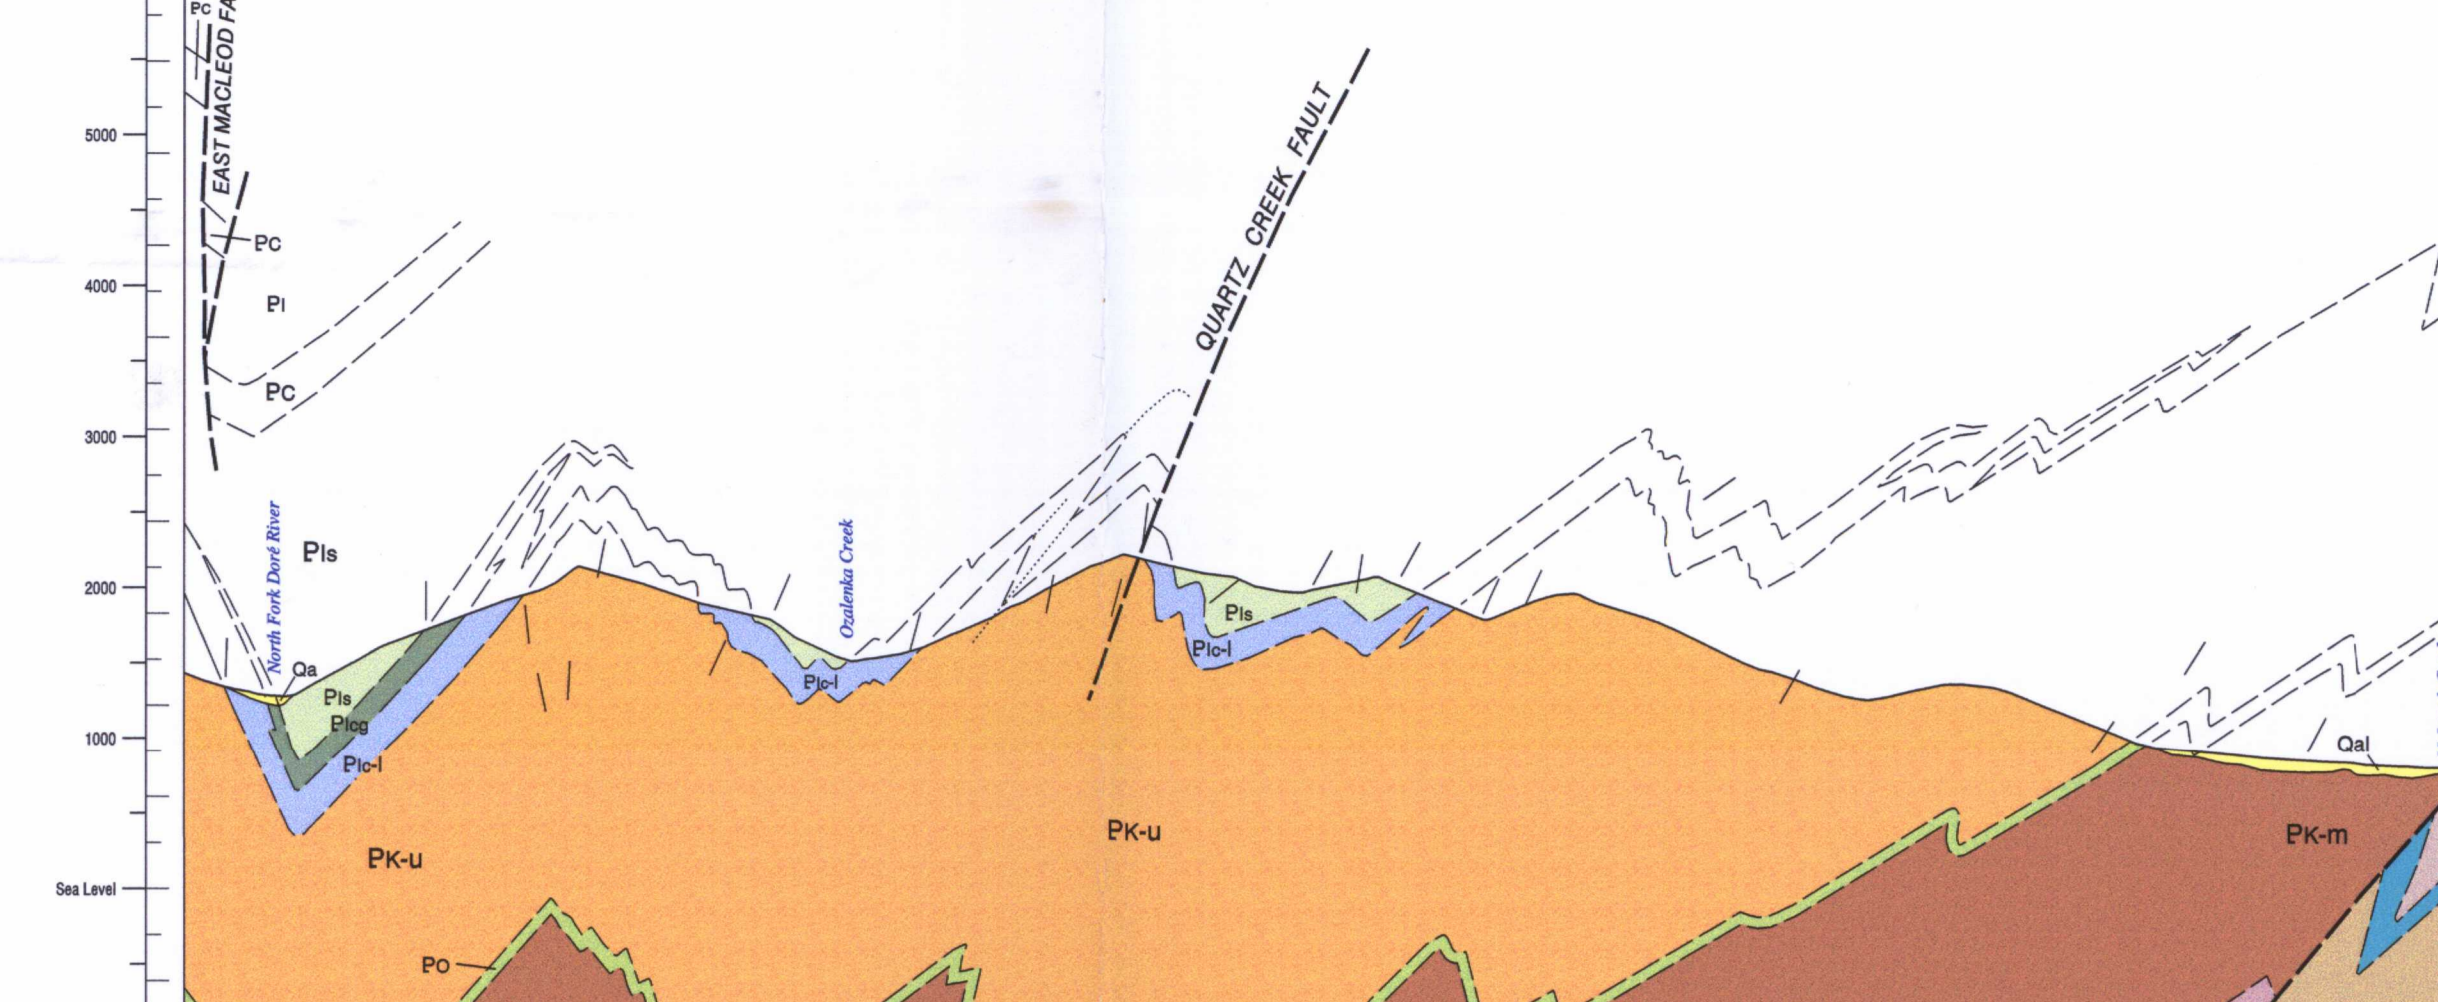 PC
EAST MACLEOD FA
5000
QUARTZ CREEK FAULT
PC
4000
PI
PC
3000
North Fork Doré River
PIs
Ozalenka Creek
2000
Qa
PIs
PIc-l
PIs
PIc-l
PIcg
1000
PIc-l
Qal
PK-u
PK-u
PK-m
Sea Level
PO